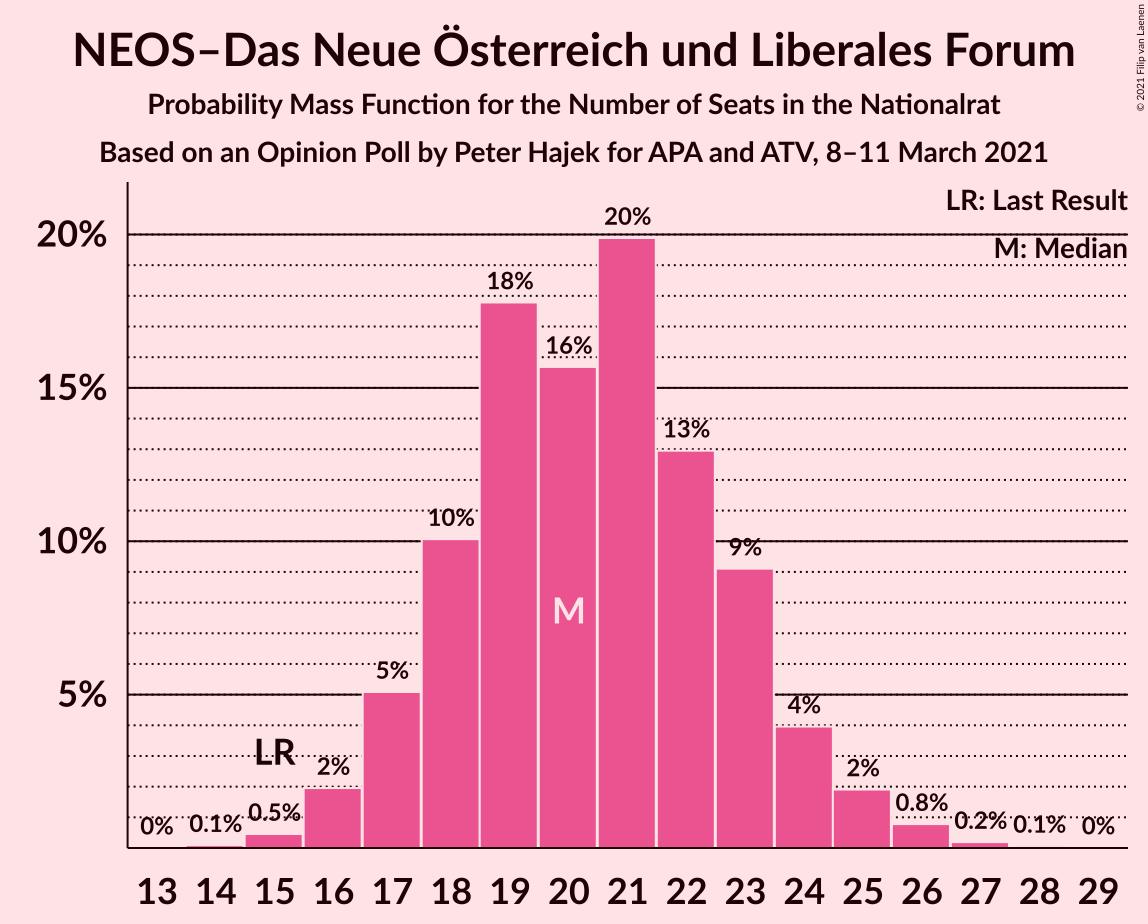 NEOS–Das Neue Österreich und Liberales Forum
Probability Mass Function for the Number of Seats in the Nationalrat
Based on an Opinion Poll by Peter Hajek for APA and ATV, 8–11 March 2021
© 2021 Filip van Laenen
LR: Last Result
M: Median
20%
15%
10%
5%
0%
0.1%
0.5%
LR
2%
5%
10%
18%
16%
M
20%
13%
9%
4%
2%
0.8%
0.2%
0.1%
0%
13 14 15 16 17 18 19 20 21 22 23 24 25 26 27 28 29